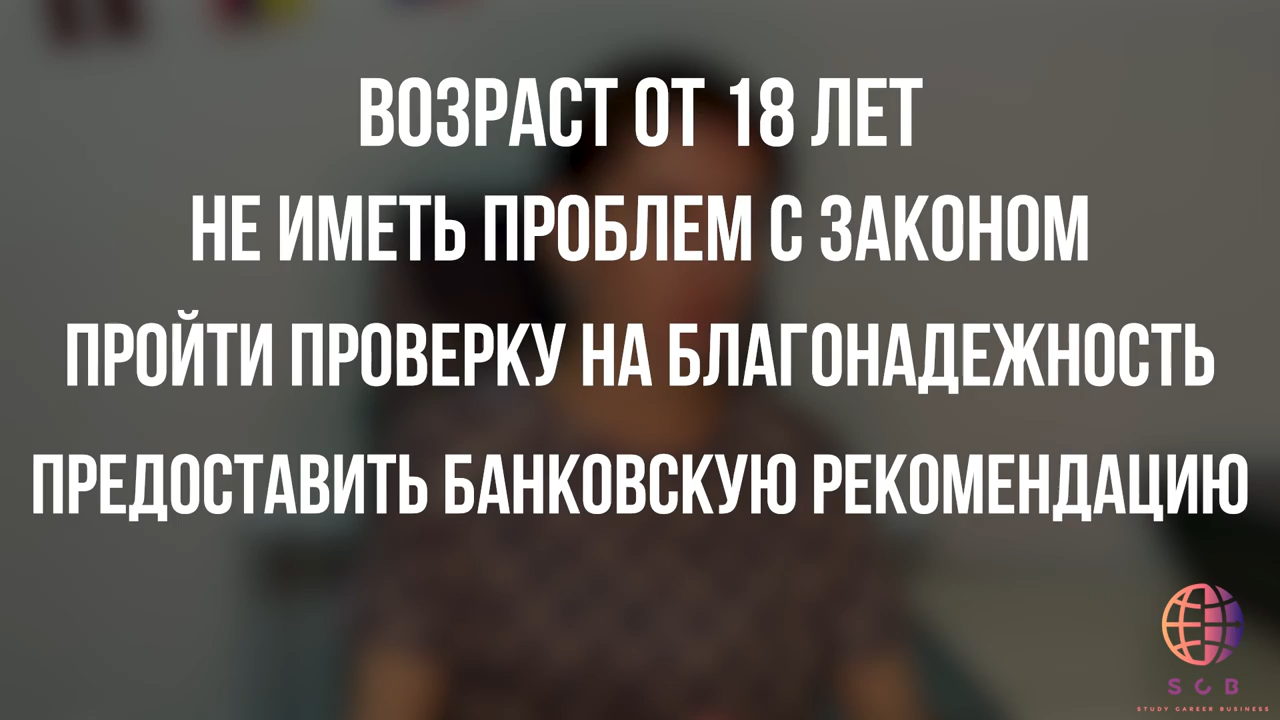 ВОЗРАСТ ОТ 18 ЛЕТ
НЕ ИМЕТЬ ПРОБЛЕМ С ЗАКОНОМ
ПРОЙТИ ПРОВЕРКУ НА БЛАГОНАДЕЖНОСТЬ
ПРЕДОСТАВИТЬ БАНКОВСКУЮ РЕКОМЕНДАЦИЮ
SCB
STUDY CAREER BUSINESS